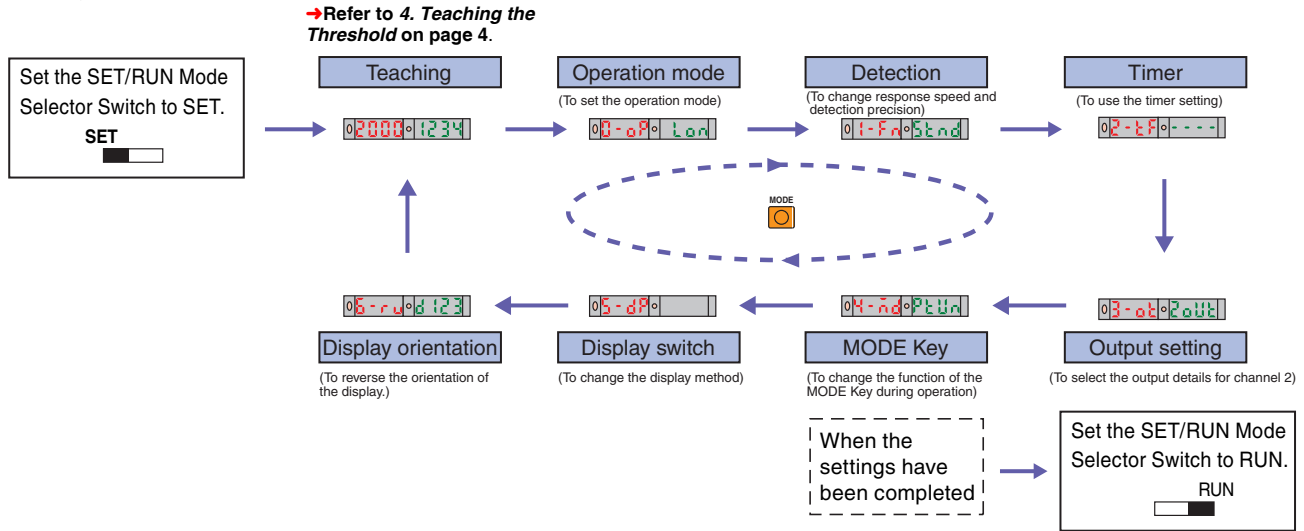 ➔Refer to 4. Teaching the
Threshold on page 4.
Set the SET/RUN Mode
Selector Switch to SET.
SET
Teaching
2000 1234
Operation mode
(To set the operation mode)
0-oP Lon
Detection
(To change response speed and
detection precision)
1-Fn Stnd
Timer
(To use the timer setting)
2-tF ----
MODE
6-ru d123
Display orientation
(To reverse the orientation of
the display.)
5-dP
Display switch
(To change the display method)
4-md PtUn
MODE Key
(To change the function of the
MODE Key during operation)
3-ot 2oUt
Output setting
(To select the output details for channel 2)
When the
settings have
been completed
Set the SET/RUN Mode
Selector Switch to RUN.
RUN